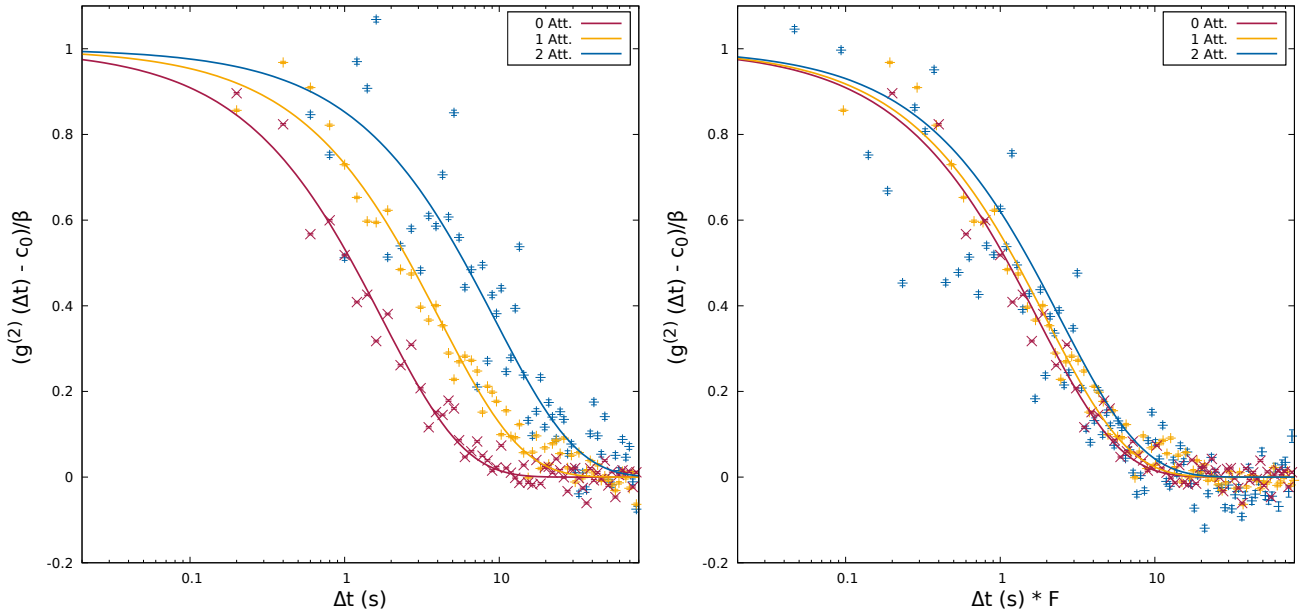 0 Att.
1 Att.
2 Att.
1
0.8
0.6
0.4
0.2
0
-0.2
0.1
1
10
(g(2) (Δt) - c0)/β
Δt (s)
0 Att.
1 Att.
2 Att.
1
0.8
0.6
0.4
0.2
0
-0.2
0.1
1
10
(g(2) (Δt) - c0)/β
Δt (s) * F